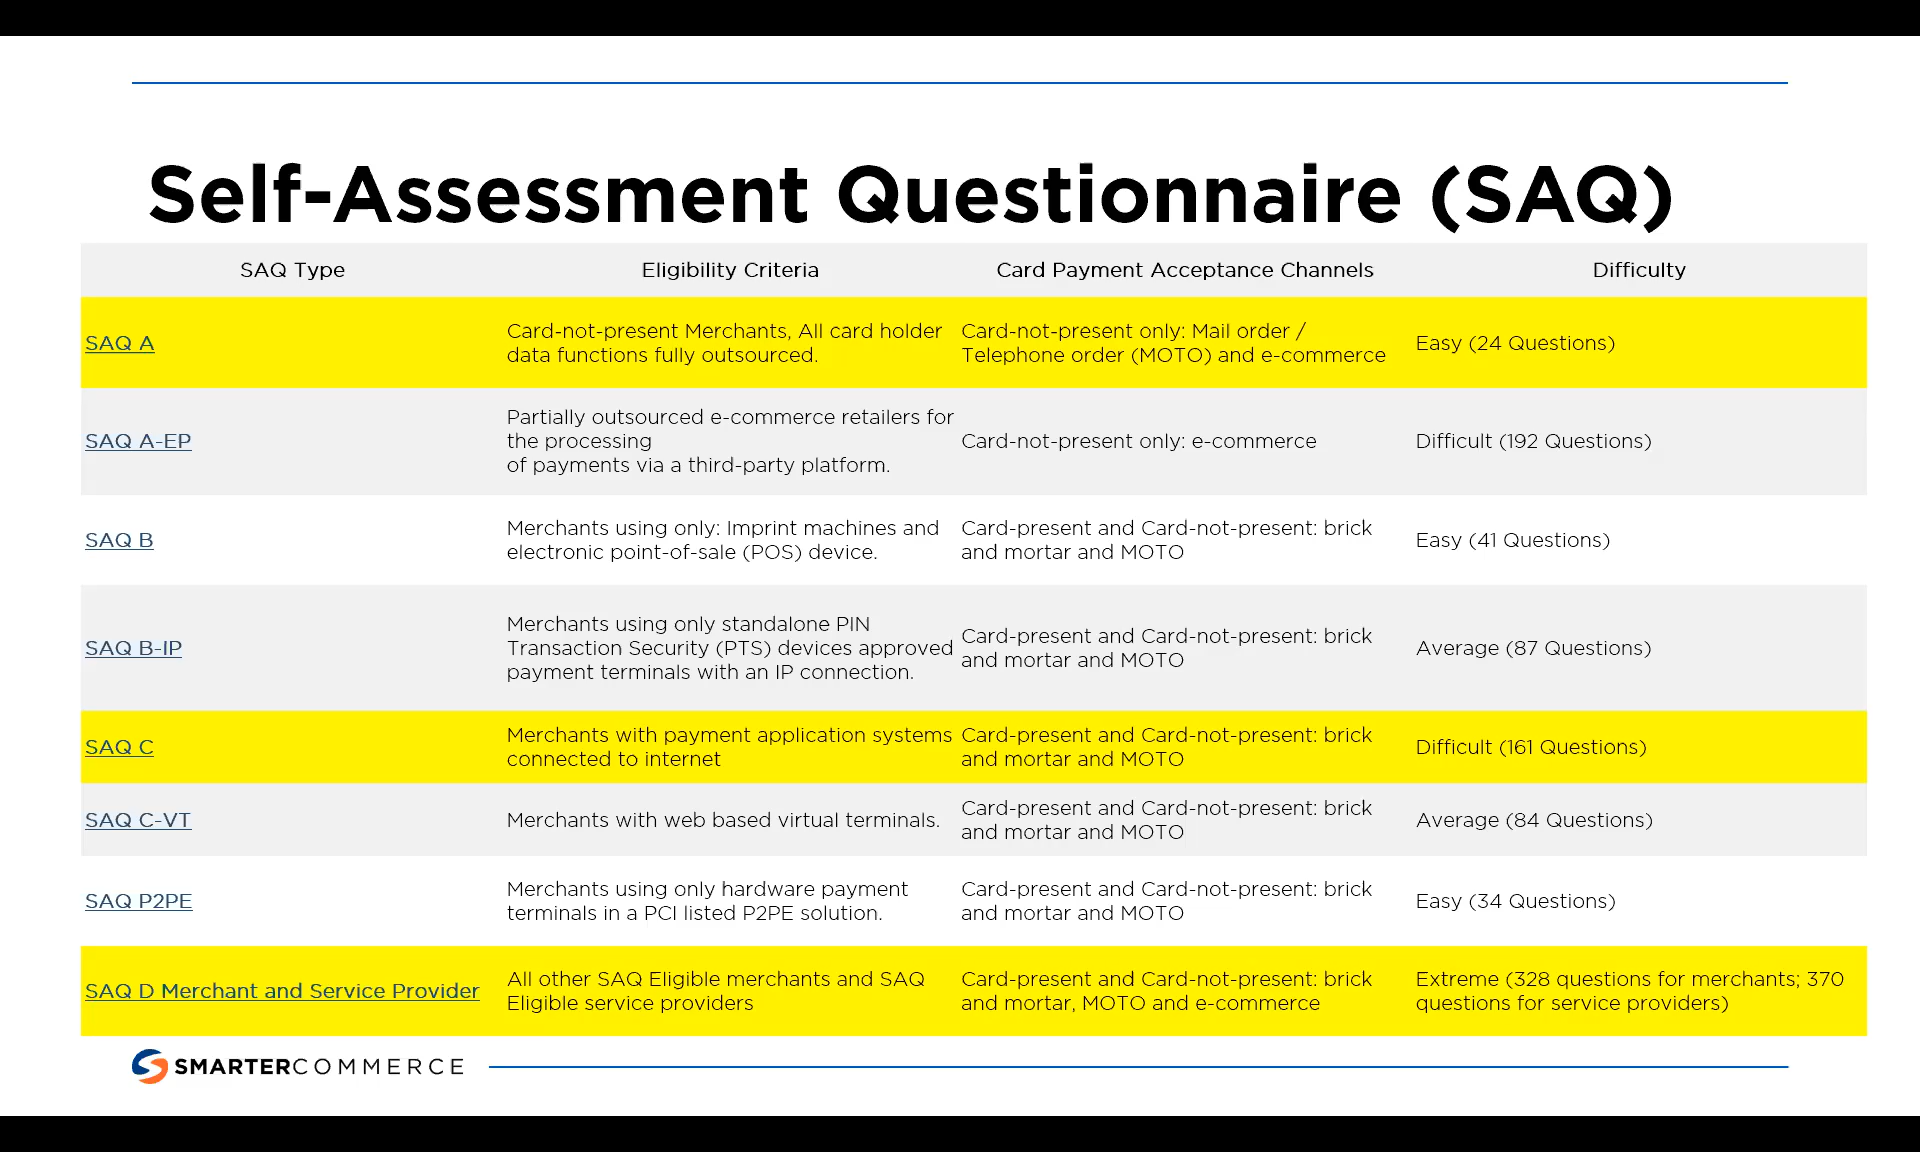 Self-Assessment Questionnaire (SAQ)
SAQ Type
Eligibility Criteria
Card Payment Acceptance Channels
Difficulty
SAQ A
Card-not-present Merchants, All card holder
data functions fully outsourced.
Card-not-present only: Mail order /
Telephone order (MOTO) and e-commerce
Easy (24 Questions)
SAQ A-EP
Partially outsourced e-commerce retailers for
the processing
of payments via a third-party platform.
Card-not-present only: e-commerce
Difficult (192 Questions)
SAQ B
Merchants using only: Imprint machines and
electronic point-of-sale (POS) device.
Card-present and Card-not-present: brick
and mortar and MOTO
Easy (41 Questions)
SAQ B-IP
Merchants using only standalone PIN
Transaction Security (PTS) devices approved
payment terminals with an IP connection.
Card-present and Card-not-present: brick
and mortar and MOTO
Average (87 Questions)
SAQ C
Merchants with payment application systems
connected to internet
Card-present and Card-not-present: brick
and mortar and MOTO
Difficult (161 Questions)
SAQ C-VT
Merchants with web based virtual terminals.
Card-present and Card-not-present: brick
and mortar and MOTO
Average (84 Questions)
SAQ P2PE
Merchants using only hardware payment
terminals in a PCI listed P2PE solution.
Card-present and Card-not-present: brick
and mortar and MOTO
Easy (34 Questions)
SAQ D Merchant and Service Provider
All other SAQ Eligible merchants and SAQ
Eligible service providers
Card-present and Card-not-present: brick
and mortar, MOTO and e-commerce
Extreme (328 questions for merchants; 370
questions for service providers)
SMARTERCOMMERCE